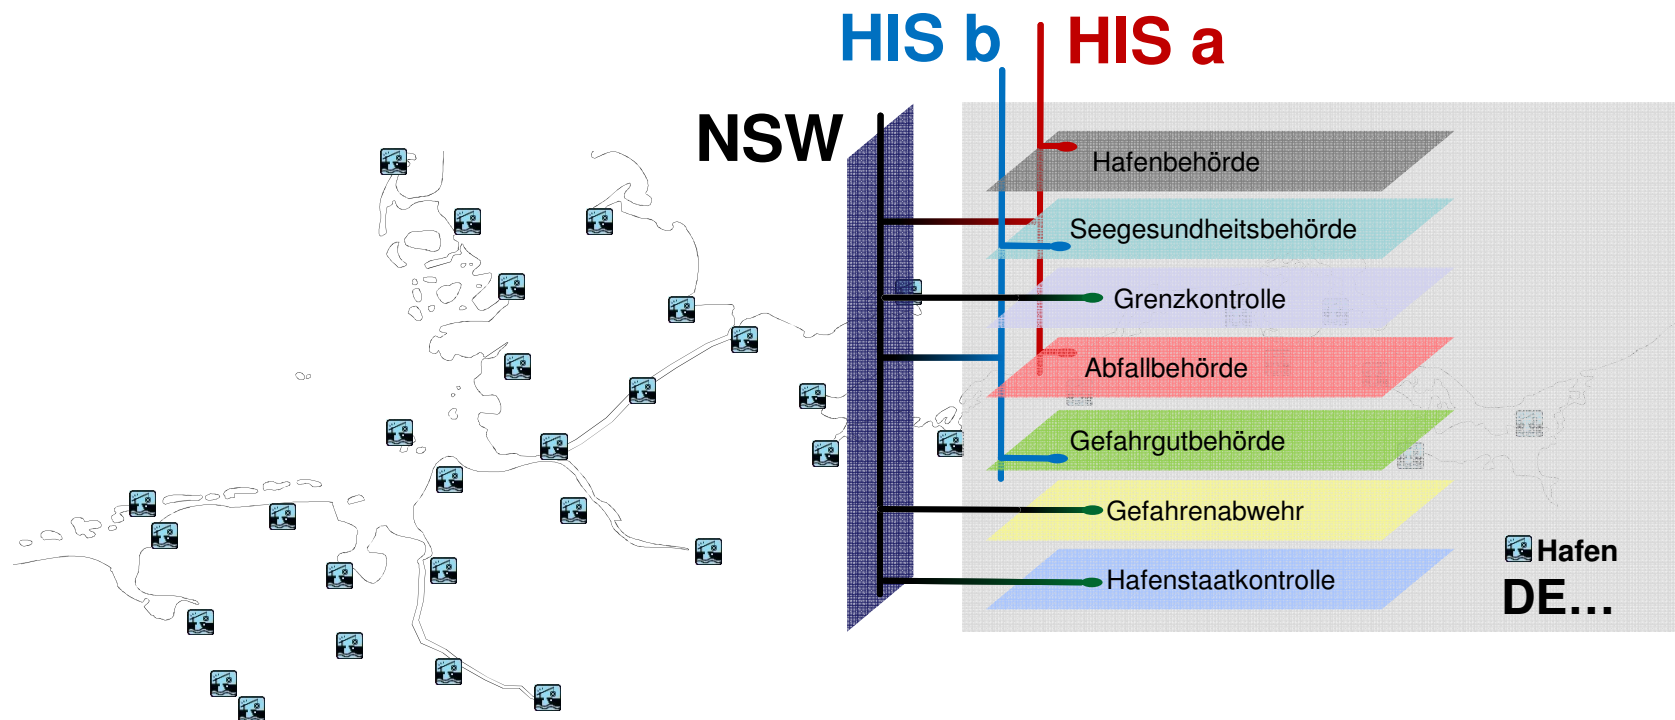 HIS b
HIS a
NSW
Hafenbehörde
Seegesundheitsbehörde
Grenzkontrolle
Abfallbehörde
Gefahrgutbehörde
Gefahrenabwehr
Hafenstaatkontrolle
Hafen
DE...